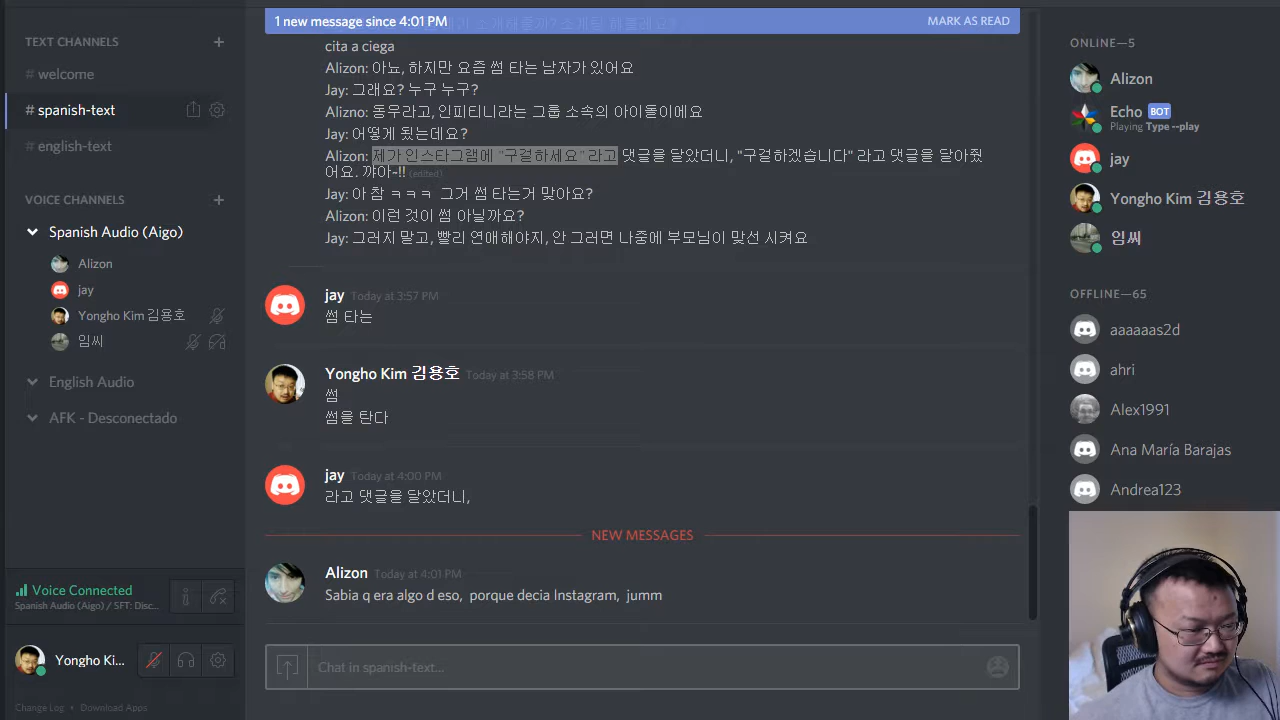 TEXT CHANNELS
# welcome
# spanish-text
# english-text
VOICE CHANNELS
Spanish Audio (Aigo)
Alizon
jay
Yongho Kim 김용호
임씨
English Audio
AFK - Desconectado
Voice Connected
Spanish Audio (Aigo) / SFT: Disc...
Yongho Ki...
Change Log
Download Apps
1 new message since 4:01 PM
MARK AS READ
cita a ciega
Alizon: 아뇨, 하지만 요즘 썸 타는 남자가 있어요
Jay: 그래요? 누구 누구?
Alizno: 동무라고, 인피티니라는 그룹 소속의 아이돌이에요
Jay: 어떻게 됬는데요?
Alizon: 제가 인스타그램에 "구걸하세요" 라고 댓글을 달았더니, "구걸하겠습니다" 라고 댓글을 달아줬
어요. 꺄아~!! (edited)
Jay: 아 참 ㅋㅋㅋ 그거 썸 타는거 맞아요?
Alizon: 이런 것이 썸 아닐까요?
Jay: 그러지 말고, 빨리 연애해야지, 안 그러면 나중에 부모님이 맞선 시켜요
jay Today at 3:57 PM
썸 타는
Yongho Kim 김용호 Today at 3:58 PM
썸
썸을 탄다
jay Today at 4:00 PM
라고 댓글을 달았더니,
NEW MESSAGES
Alizon Today at 4:01 PM
Sabia q era algo d eso, porque decia Instagram, jumm
Chat in spanish-text...
ONLINE—5
Alizon
Echo BOT
Playing Type --play
jay
Yongho Kim 김용호
임씨
OFFLINE—65
aaaaaas2d
ahri
Alex1991
Ana María Barajas
Andrea123